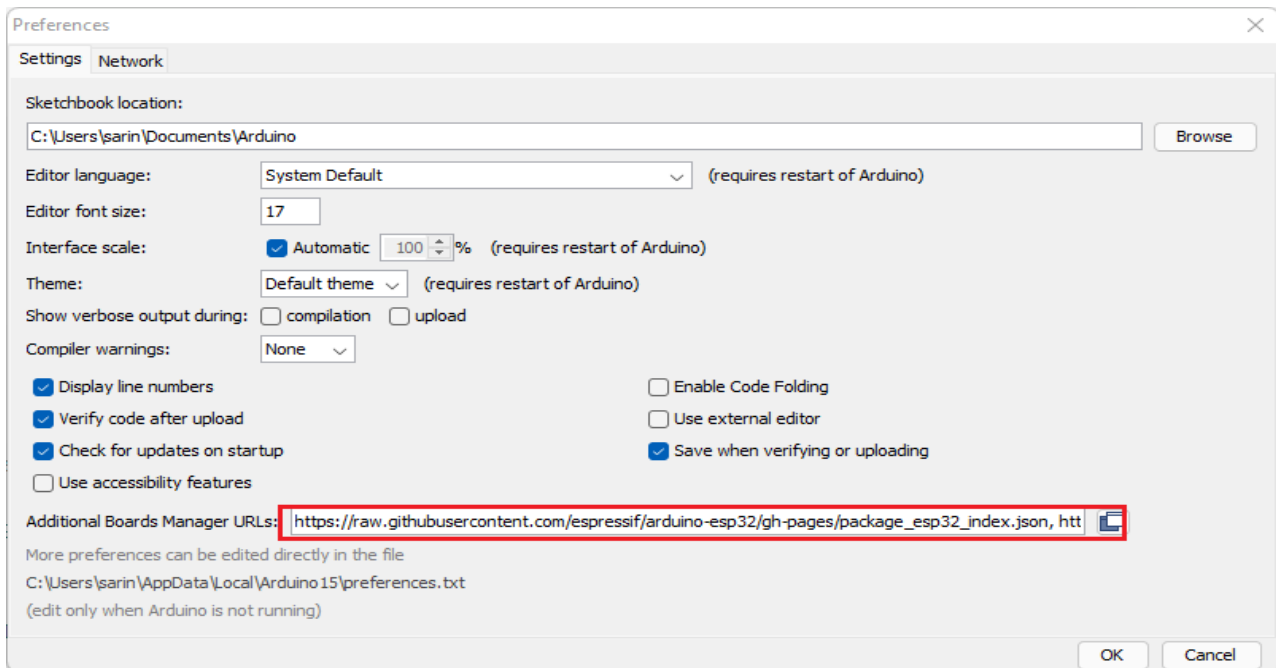 Preferences
Settings Network
Sketchbook location:
C:\Users\sarin\Documents\Arduino Browse
Editor language: System Default (requires restart of Arduino)
Editor font size: 17
Interface scale: Automatic 100 % (requires restart of Arduino)
Theme: Default theme (requires restart of Arduino)
Show verbose output during: compilation upload
Compiler warnings: None
Display line numbers Enable Code Folding
Verify code after upload Use external editor
Check for updates on startup Save when verifying or uploading
Use accessibility features
Additional Boards Manager URLs: https://raw.githubusercontent.com/espressif/arduino-esp32/gh-pages/package_esp32_index.json, htt
More preferences can be edited directly in the file
C:\Users\sarin\AppData\Local\Arduino15\preferences.txt
(edit only when Arduino is not running)
OK Cancel